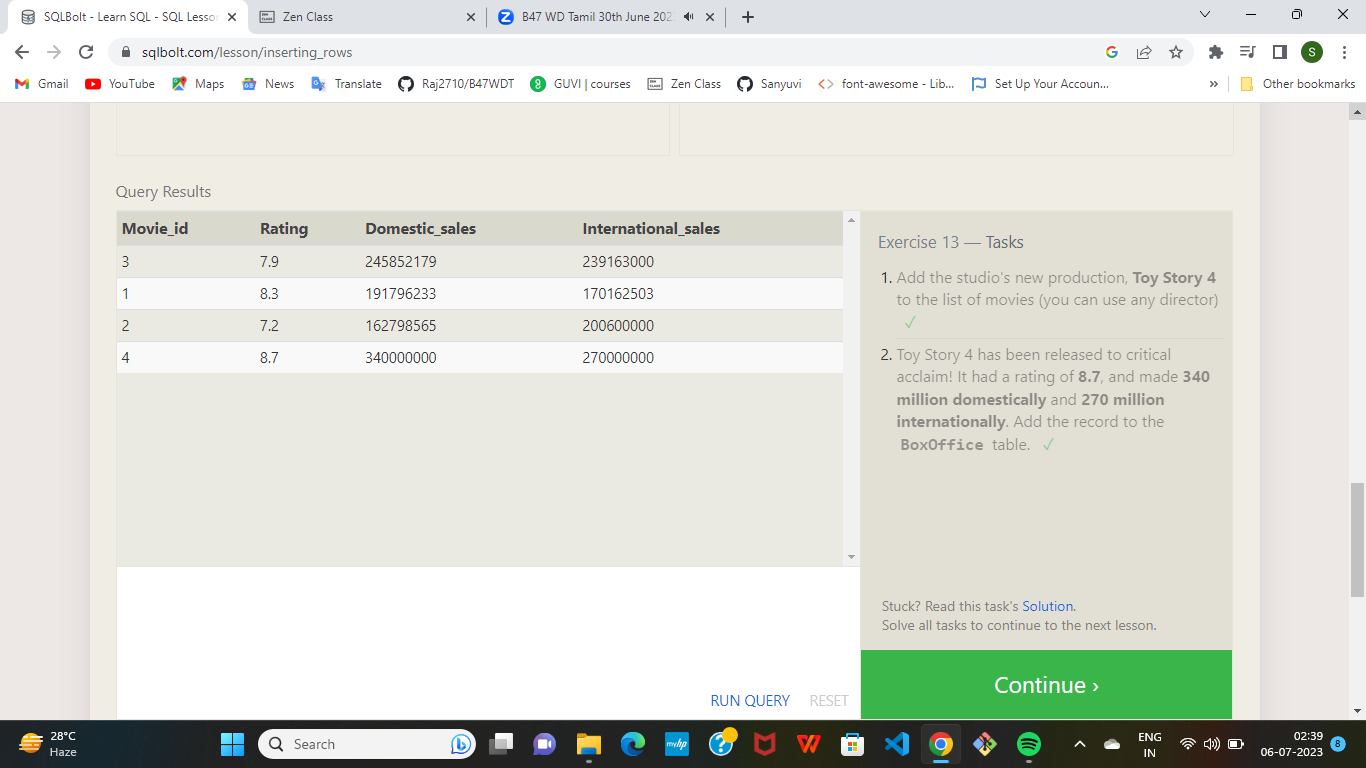 SQLBolt - Learn SQL - SQL Lesson
Zen Class
B47 WD Tamil 30th June 202
sqlbolt.com/lesson/inserting_rows
S
Gmail YouTube Maps News Translate Raj2710/B47WDT GUVI | courses Zen Class Sanyuvi font-awesome - Lib... Set Up Your Accoun... » Other bookmarks
Query Results
Movie_id Rating Domestic_sales International_sales
3 7.9 245852179 239163000
1 8.3 191796233 170162503
2 7.2 162798565 200600000
4 8.7 340000000 270000000
Exercise 13 — Tasks
1. Add the studio's new production, Toy Story 4
to the list of movies (you can use any director)
✓
2. Toy Story 4 has been released to critical
acclaim! It had a rating of 8.7, and made 340
million domestically and 270 million
internationally. Add the record to the
BoxOffice table. ✓
Stuck? Read this task's Solution.
Solve all tasks to continue to the next lesson.
RUN QUERY RESET
Continue ›
28°C
Haze
Search
ENG
IN
02:39
06-07-2023
8